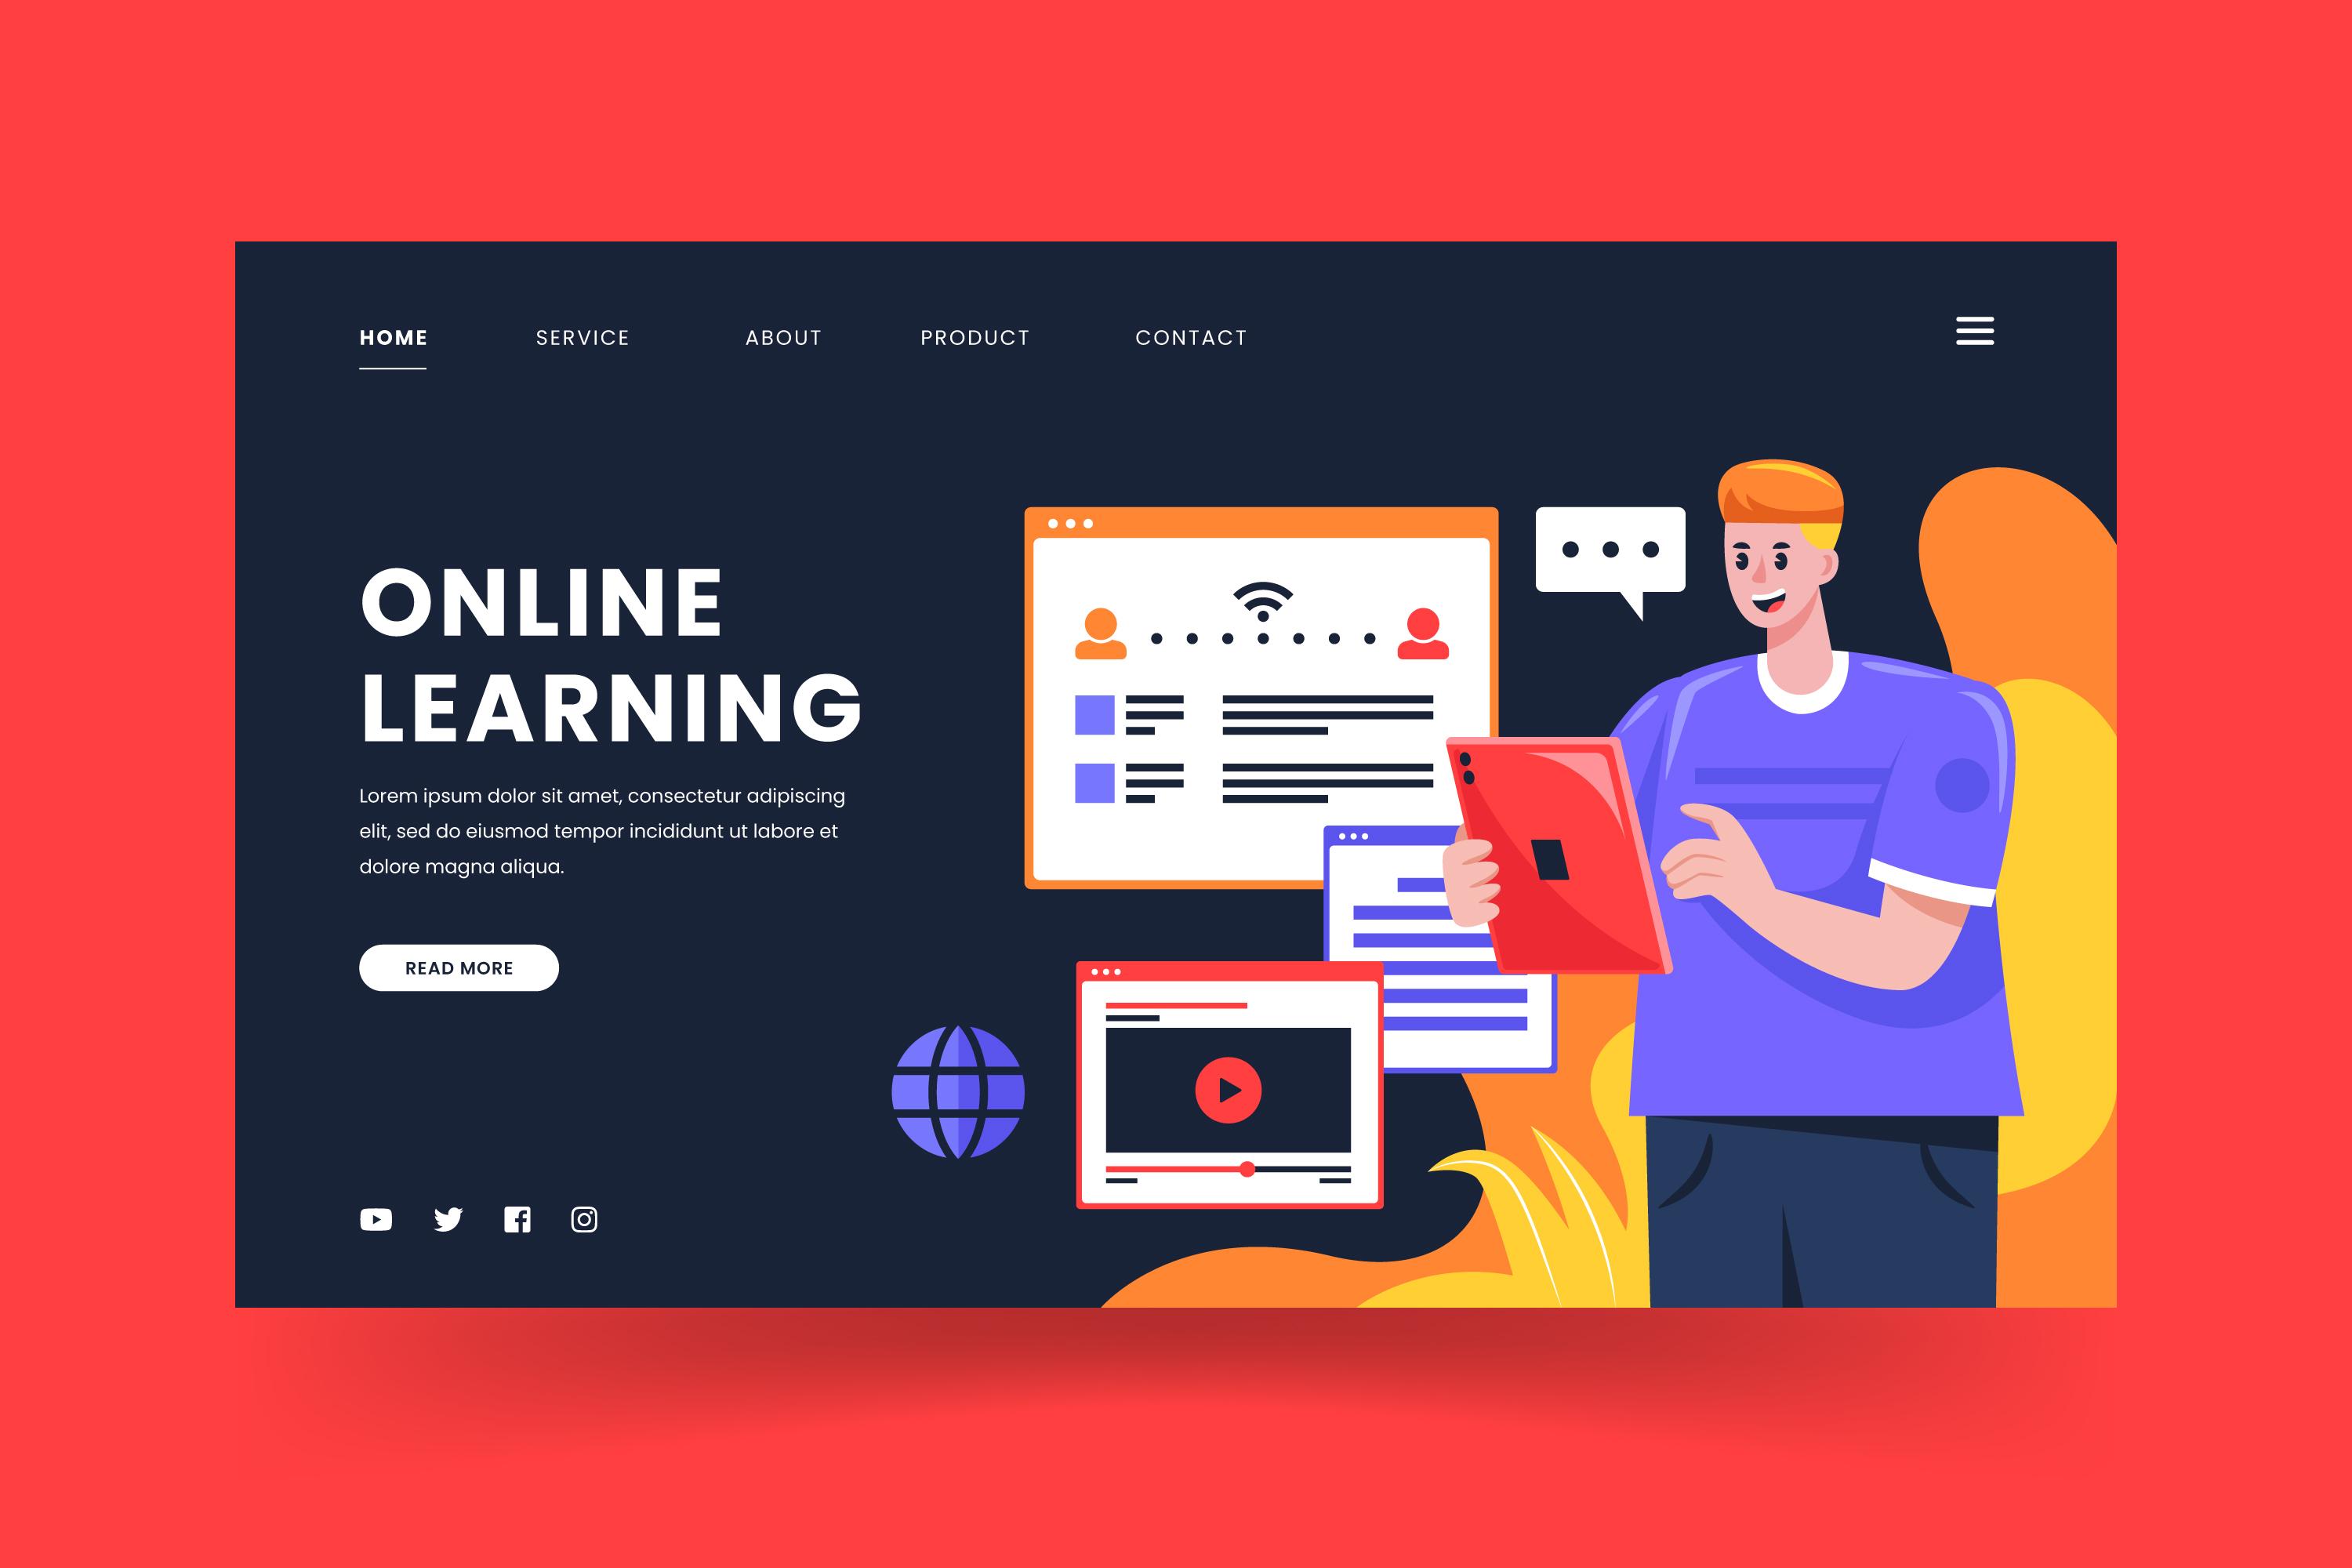 HOME SERVICE ABOUT PRODUCT CONTACT
ONLINE
LEARNING
Lorem ipsum dolor sit amet, consectetur adipiscing
elit, sed do eiusmod tempor incididunt ut labore et
dolore magna aliqua.
READ MORE